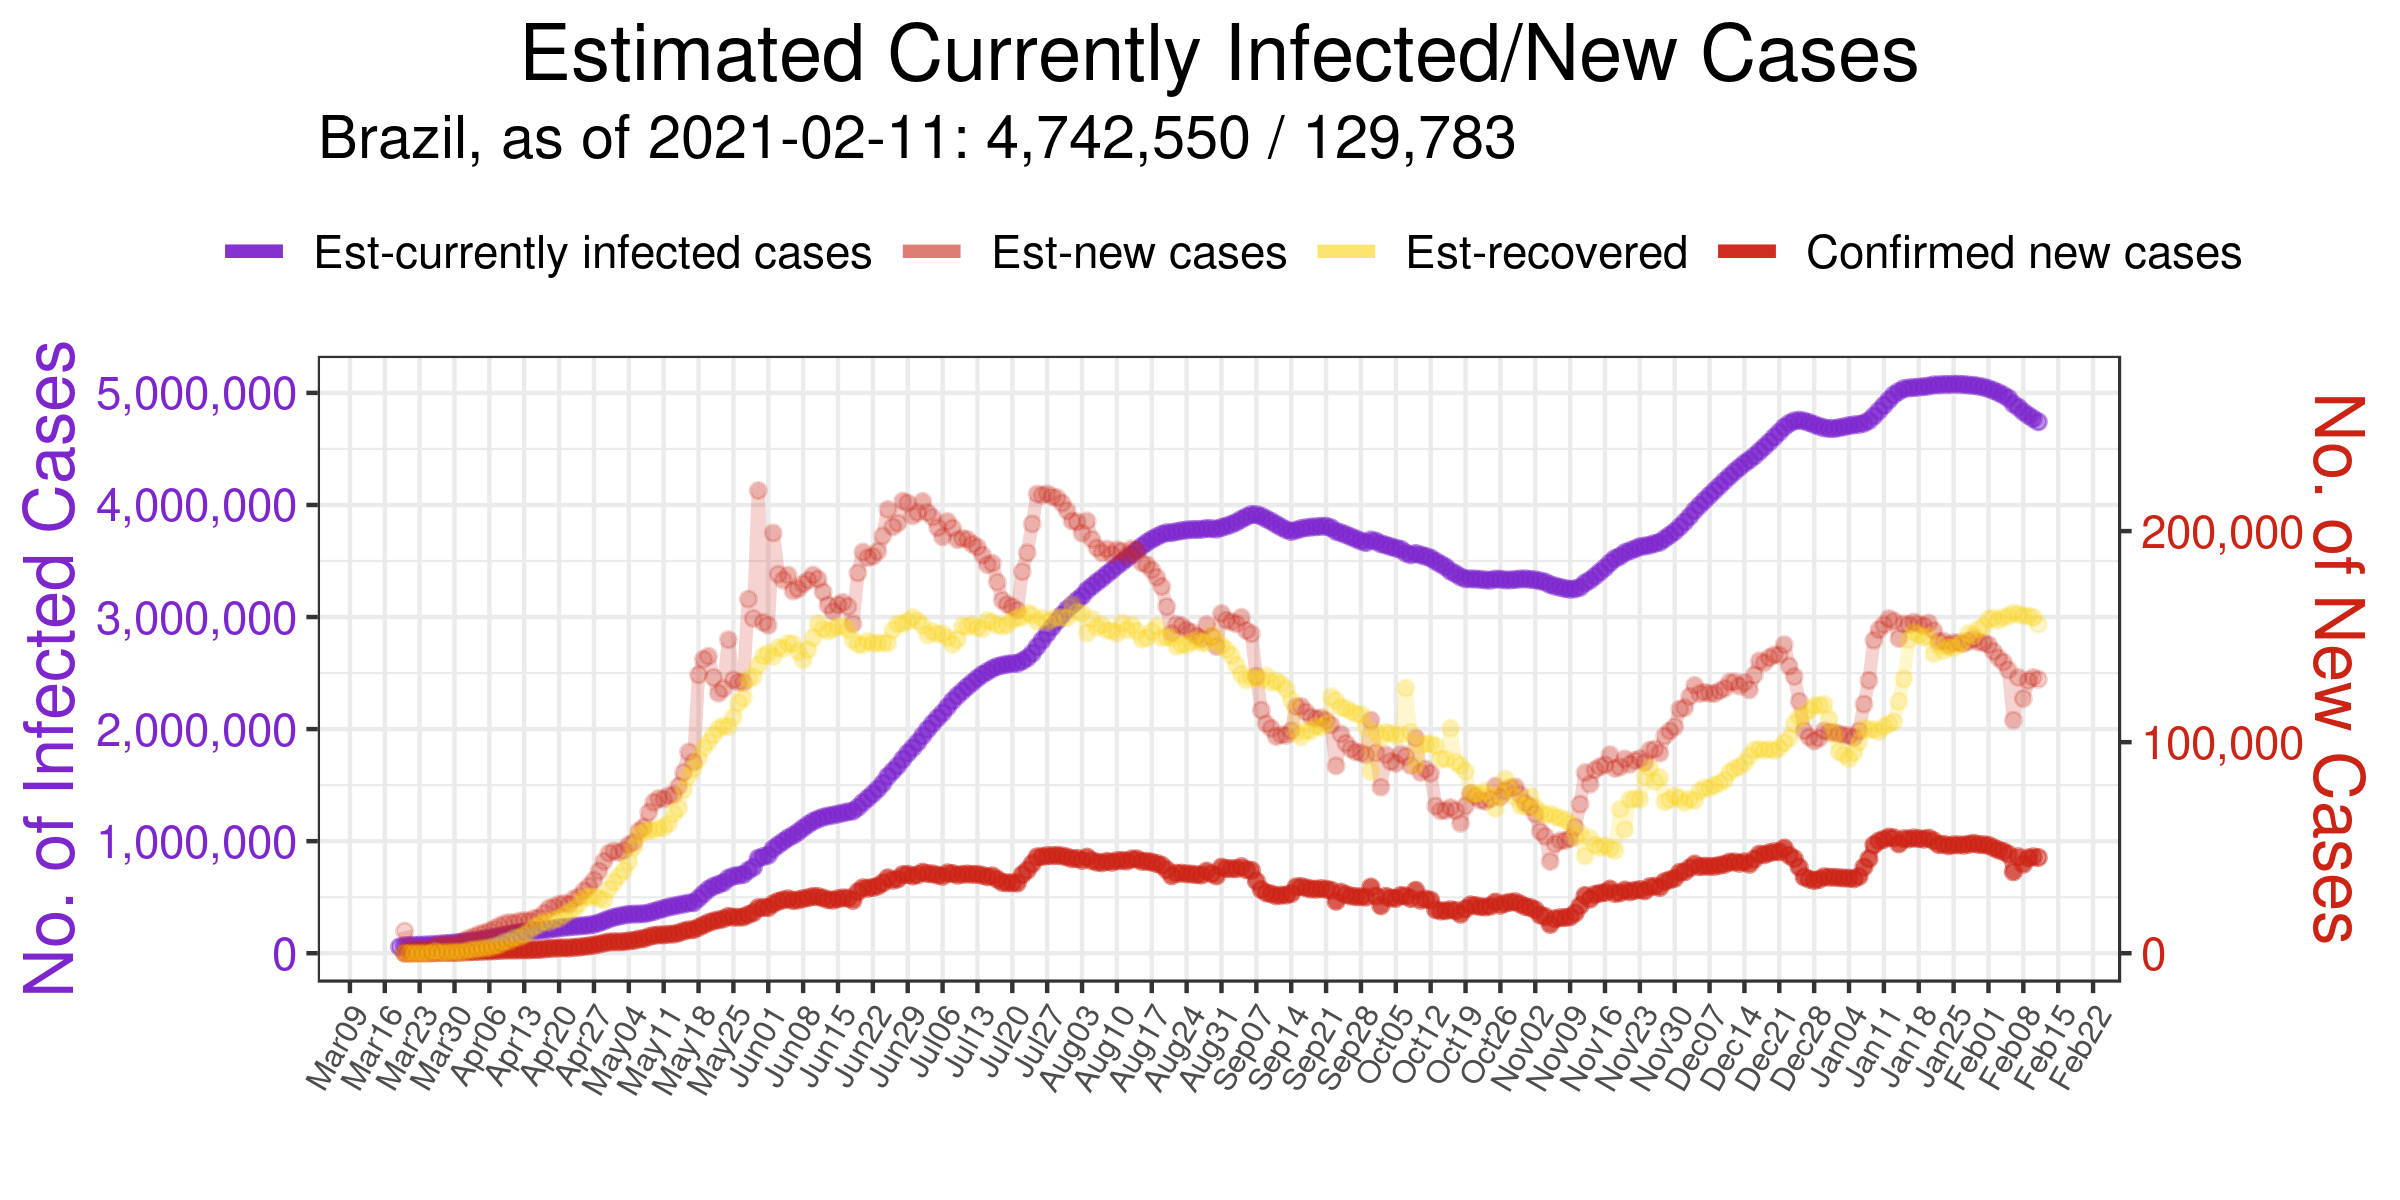 Estimated Currently Infected/New Cases
Brazil, as of 2021-02-11: 4,742,550 / 129,783
Est-currently infected cases
Est-new cases
Est-recovered
Confirmed new cases
No. of Infected Cases
5,000,000
4,000,000
3,000,000
2,000,000
1,000,000
0
200,000
100,000
0
No. of New Cases
Mar09
Mar16
Mar23
Mar30
Apr06
Apr13
Apr20
Apr27
May04
May11
May18
May25
Jun01
Jun08
Jun15
Jun22
Jun29
Jul06
Jul13
Jul20
Jul27
Aug03
Aug10
Aug17
Aug24
Aug31
Sep07
Sep14
Sep21
Sep28
Oct05
Oct12
Oct19
Oct26
Nov02
Nov09
Nov16
Nov23
Nov30
Dec07
Dec14
Dec21
Dec28
Jan04
Jan11
Jan18
Jan25
Feb01
Feb08
Feb15
Feb22